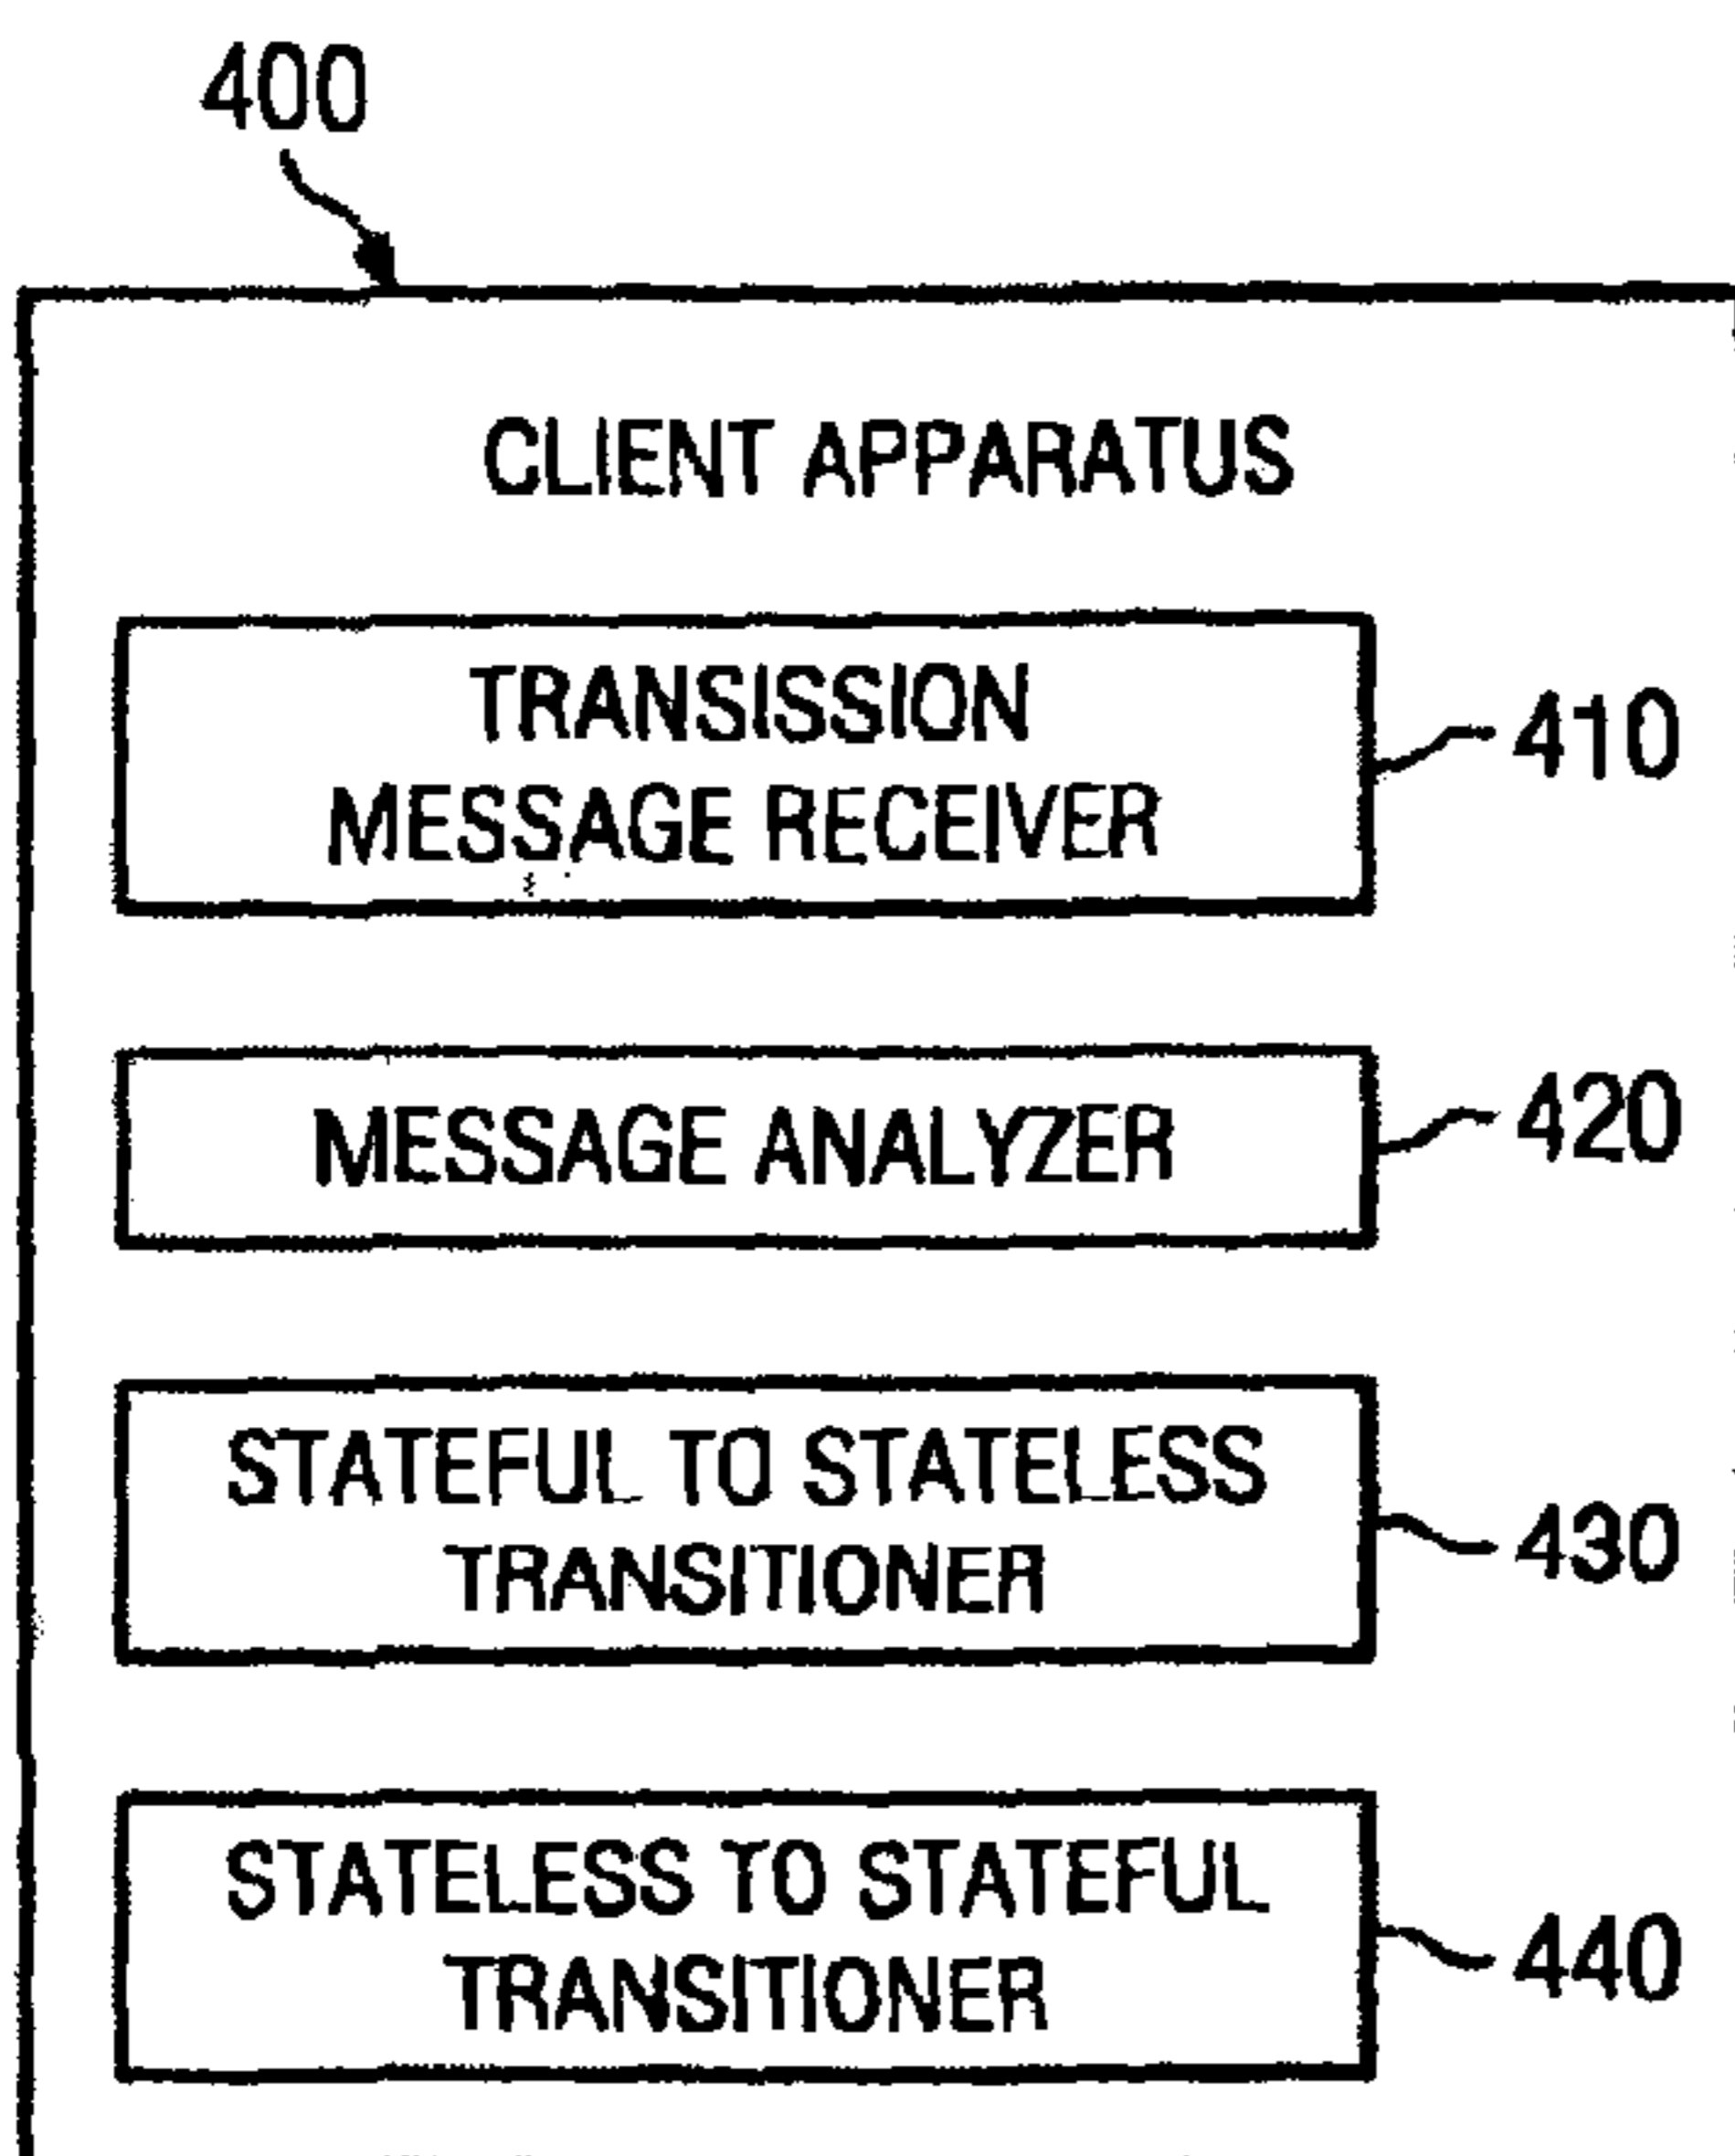 400
CLIENT APPARATUS
TRANSISSION
MESSAGE RECEIVER
410
MESSAGE ANALYZER
420
STATEFUL TO STATELESS
TRANSITIONER
430
STATELESS TO STATEFUL
TRANSITIONER
440